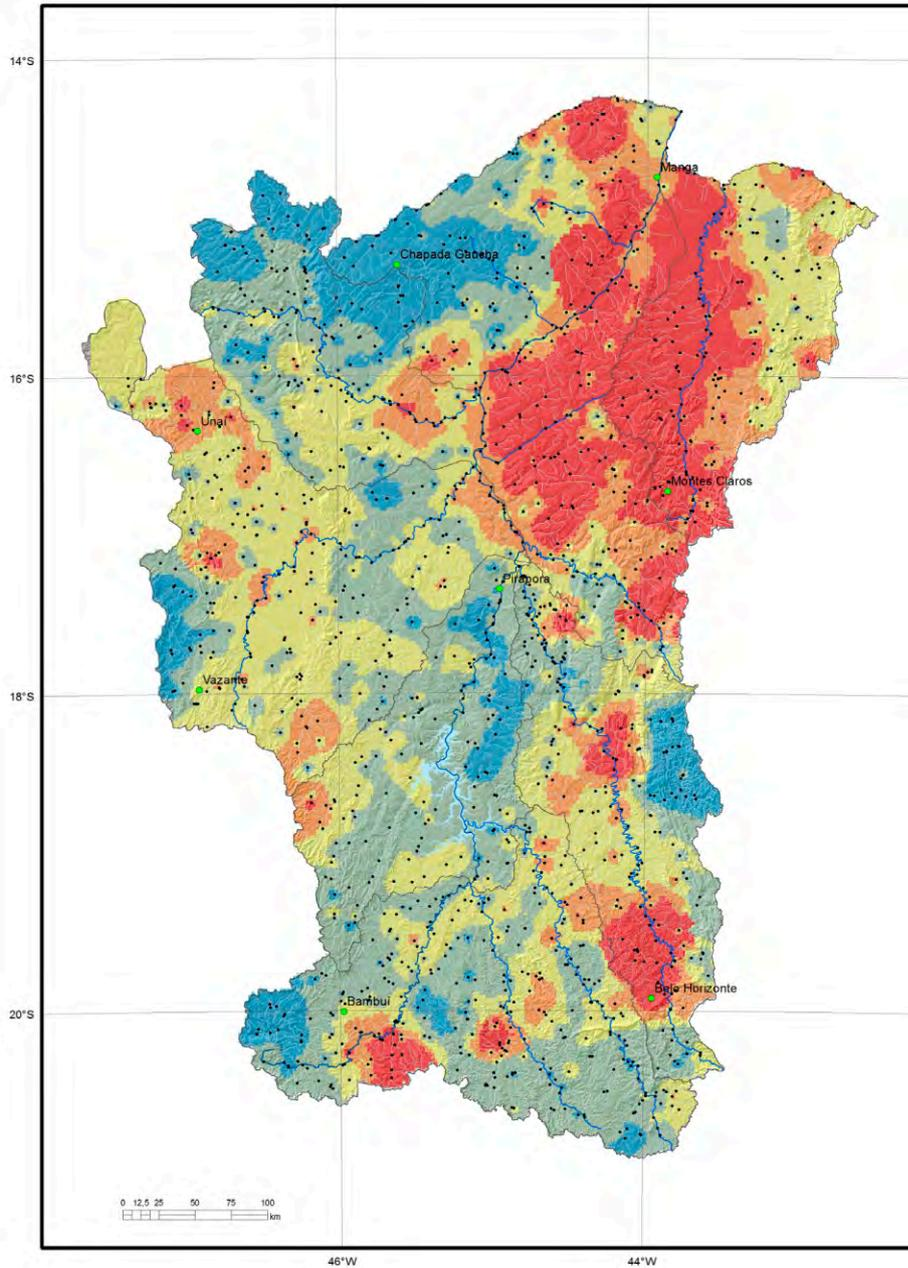 14°S
Manga
Chapada Gaúcha
16°S
Unaí
Montes Claros
Pirapora
Vazante
18°S
Belo Horizonte
Bambuí
20°S
0 12,5 25 50 75 100
km
46°W 44°W